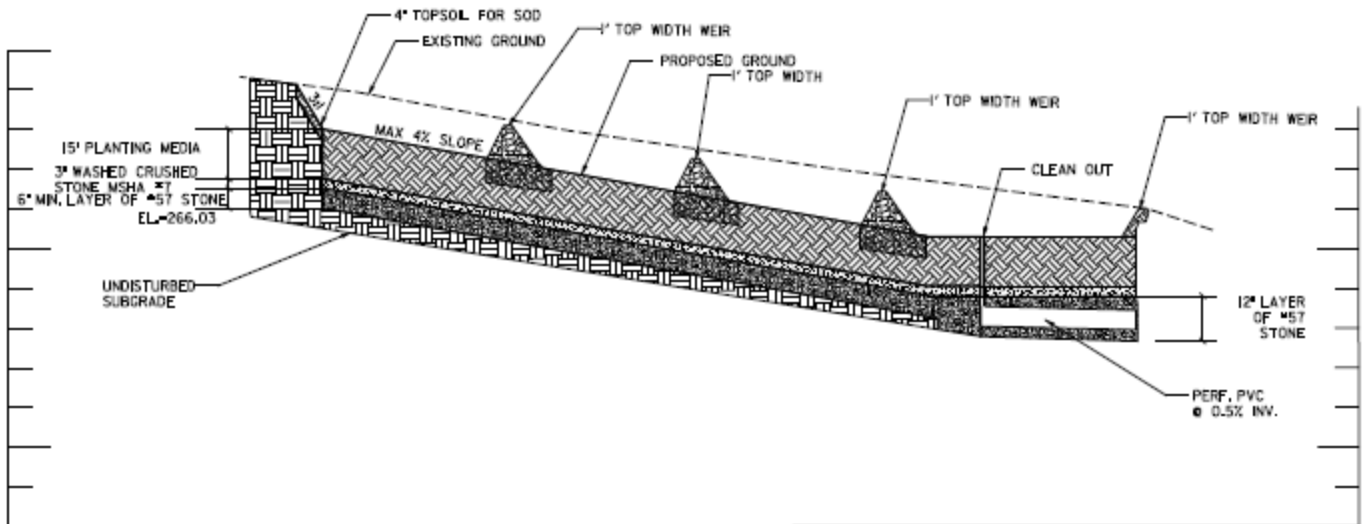 4" TOPSOIL FOR SOD
EXISTING GROUND
1' TOP WIDTH WEIR
PROPOSED GROUND
1' TOP WIDTH
1' TOP WIDTH WEIR
1' TOP WIDTH WEIR
3:1
MAX 4% SLOPE
CLEAN OUT
15" PLANTING MEDIA
3" WASHED CRUSHED
STONE MSHA #7
6" MIN. LAYER OF #57 STONE
EL.=266.03
UNDISTURBED
SUBGRADE
12" LAYER
OF #57
STONE
PERF. PVC
@ 0.5% INV.